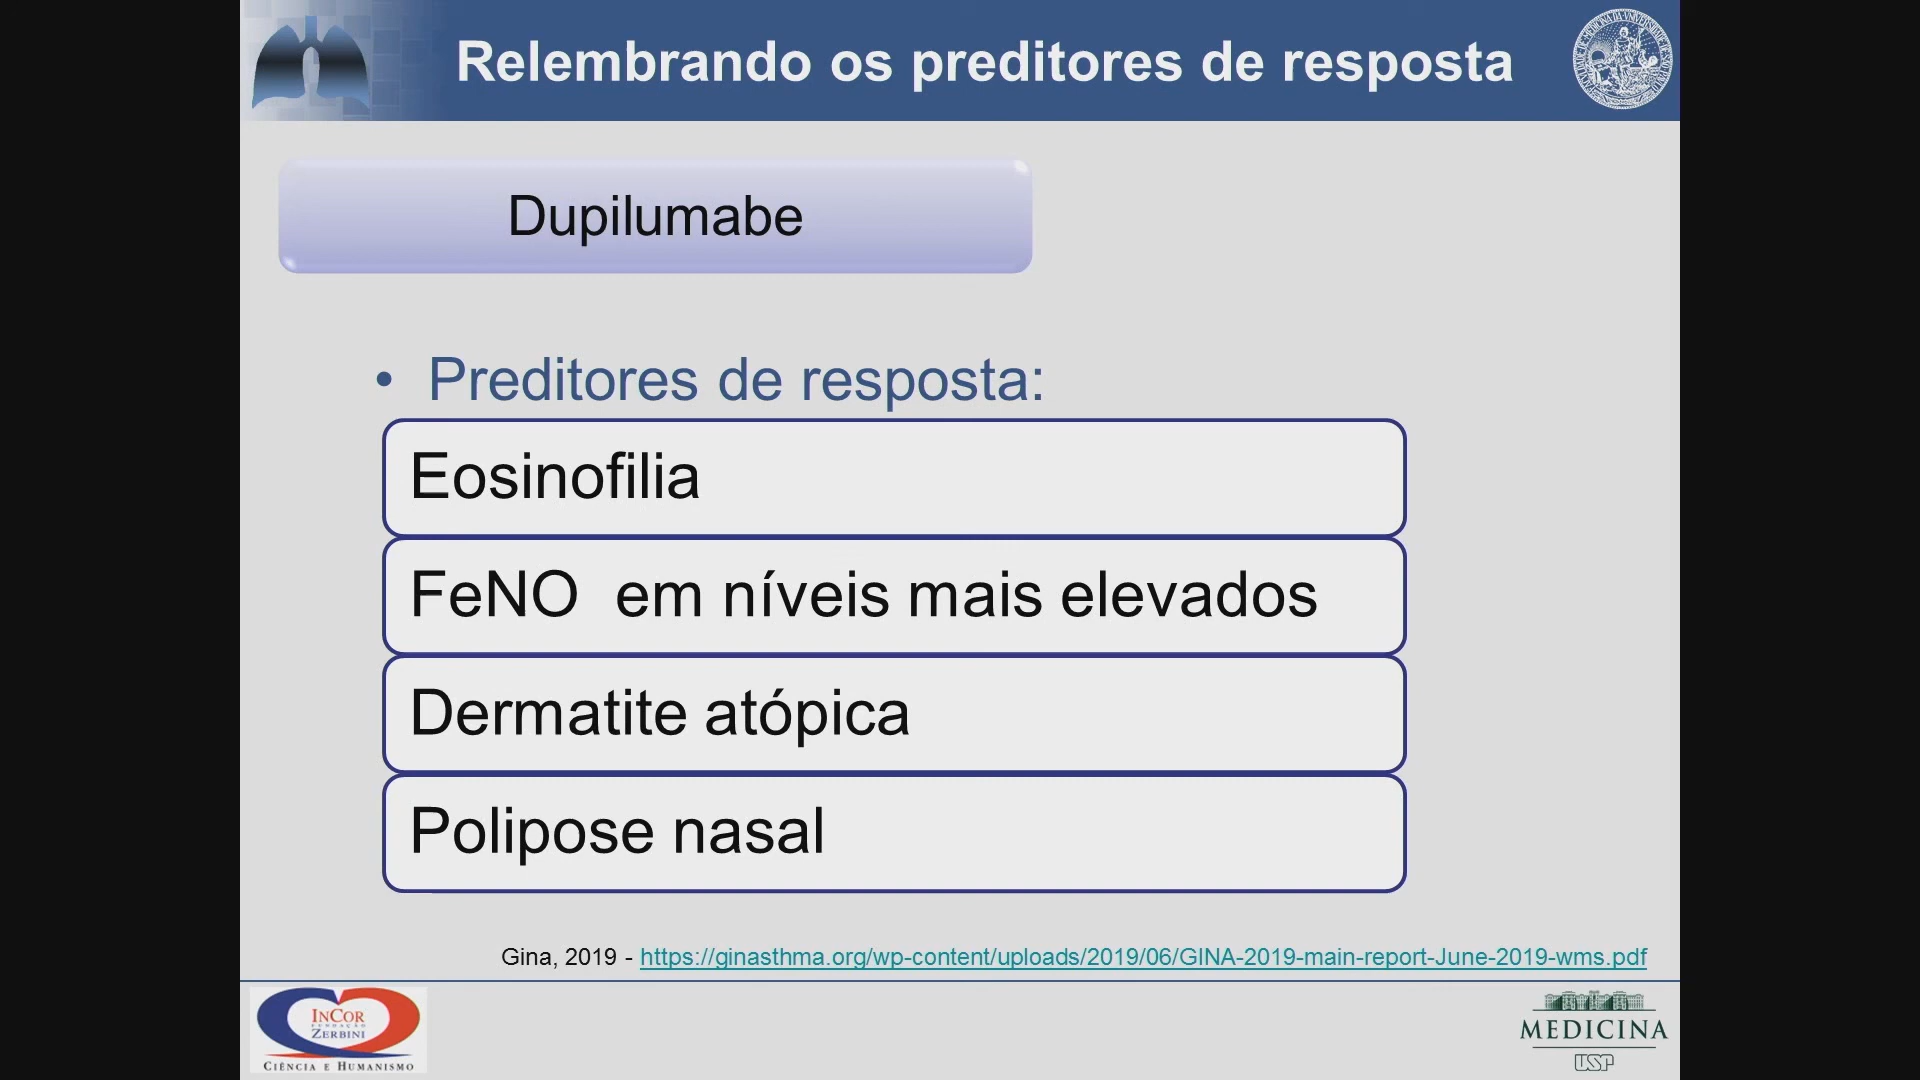 Relembrando os preditores de resposta
Dupilumabe
• Preditores de resposta:
Eosinofilia
FeNO em níveis mais elevados
Dermatite atópica
Polipose nasal
Gina, 2019 - https://ginasthma.org/wp-content/uploads/2019/06/GINA-2019-main-report-June-2019-wms.pdf
INCOR
FUNDAÇÃO
ZERBINI
CIÊNCIA E HUMANISMO
MEDICINA
USP